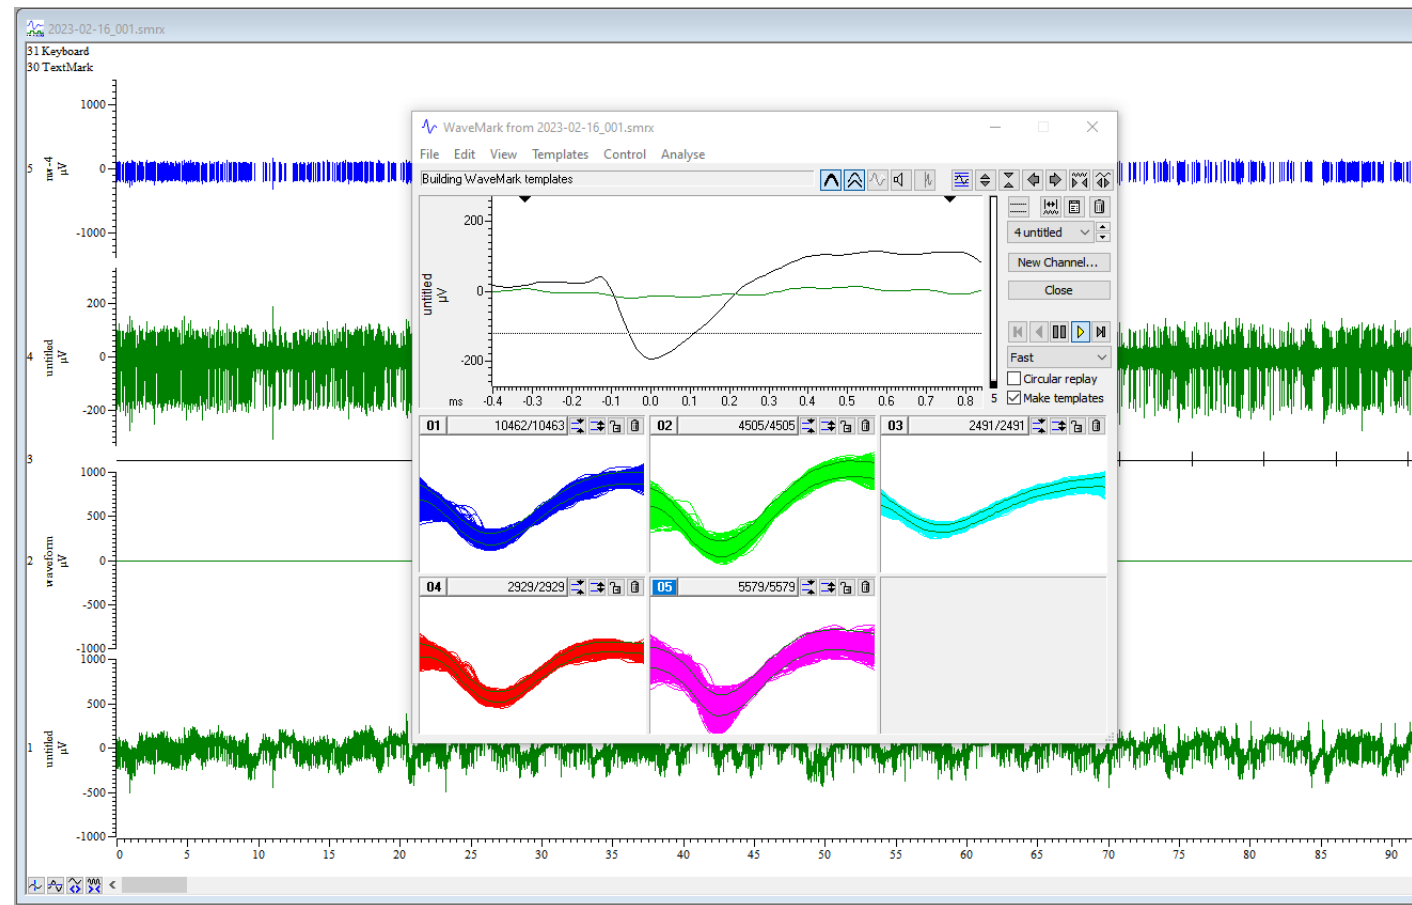 2023-02-16_001.smrx
31 Keyboard
30 TextMark
1000
5 nw-4 µV 0
-1000
200
4 untitled µV 0
-200
3
1000
500
2 waveform µV 0
-500
-1000
1000
500
1 untitled µV 0
-500
-1000
0 5 10 15 20 25 30 35 40 45 50 55 60 65 70 75 80 85 90
WaveMark from 2023-02-16_001.smrx
File Edit View Templates Control Analyse
Building WaveMark templates
200
untitled µV 0
-200
ms -0.4 -0.3 -0.2 -0.1 0.0 0.1 0.2 0.3 0.4 0.5 0.6 0.7 0.8
5
4 untitled
New Channel...
Close
Fast
Circular replay
Make templates
01 10462/10463
02 4505/4505
03 2491/2491
04 2929/2929
05 5579/5579